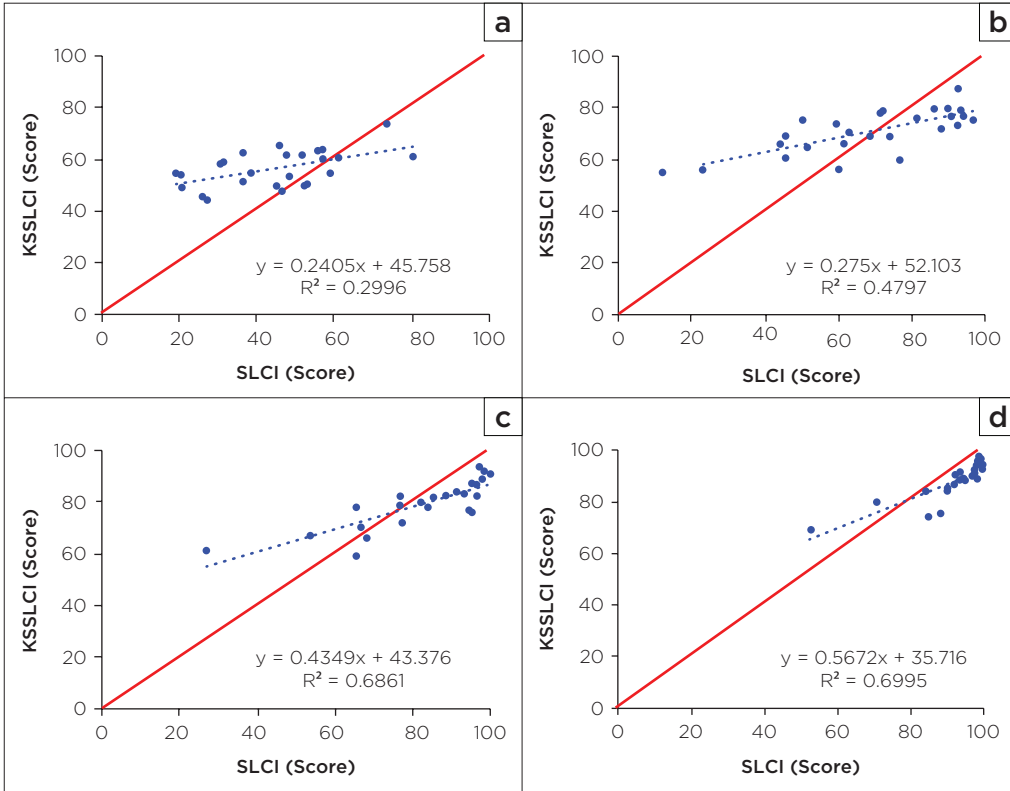 a
100
80
60
40
20
0
KSSLCI (Score)
y = 0.2405x + 45.758
R² = 0.2996
0 20 40 60 80 100
SLCI (Score)
b
100
80
60
40
20
0
KSSLCI (Score)
y = 0.275x + 52.103
R² = 0.4797
0 20 40 60 80 100
SLCI (Score)
c
100
80
60
40
20
0
KSSLCI (Score)
y = 0.4349x + 43.376
R² = 0.6861
0 20 40 60 80 100
SLCI (Score)
d
100
80
60
40
20
0
KSSLCI (Score)
y = 0.5672x + 35.716
R² = 0.6995
0 20 40 60 80 100
SLCI (Score)